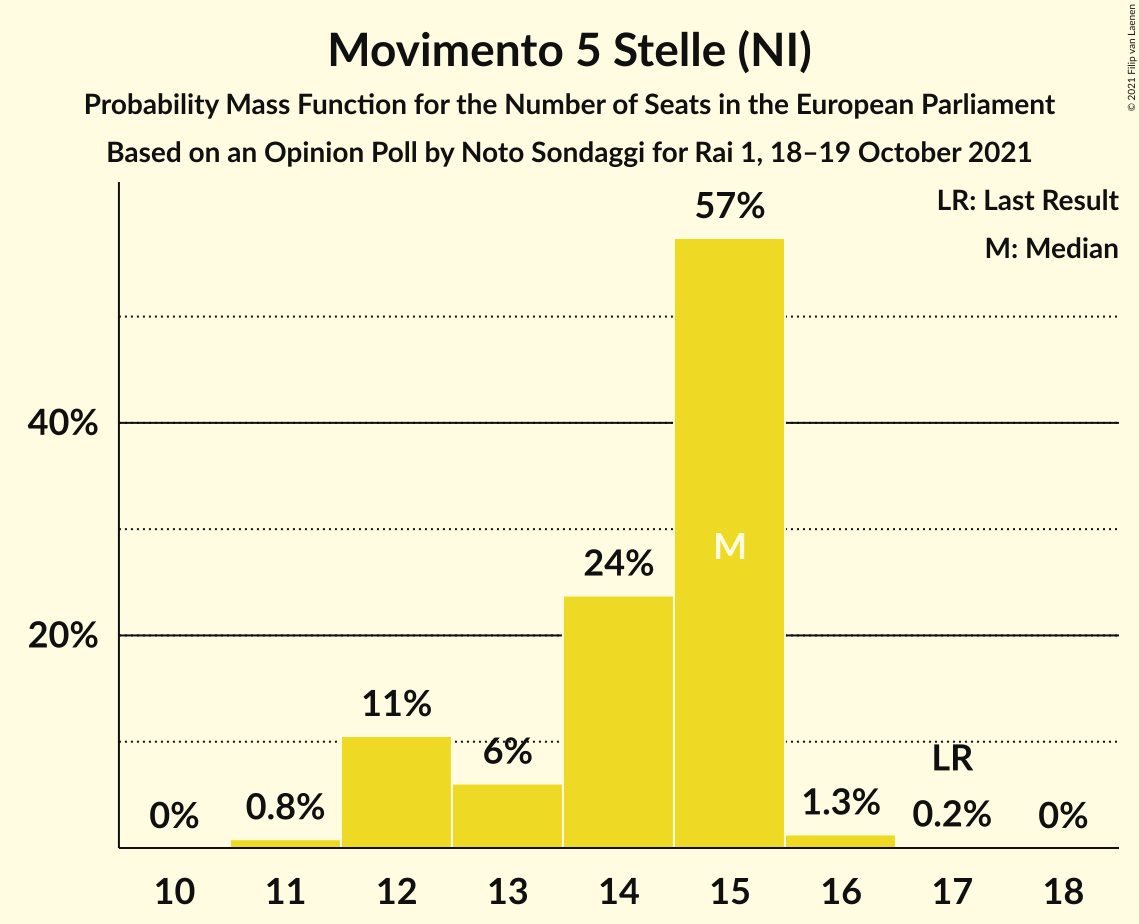 © 2021 Filip van Laenen
Movimento 5 Stelle (NI)
Probability Mass Function for the Number of Seats in the European Parliament
Based on an Opinion Poll by Noto Sondaggi for Rai 1, 18–19 October 2021
LR: Last Result
M: Median
57%
40%
M
24%
20%
11%
6%
LR
0%
0.8%
1.3%
0.2%
0%
10 11 12 13 14 15 16 17 18